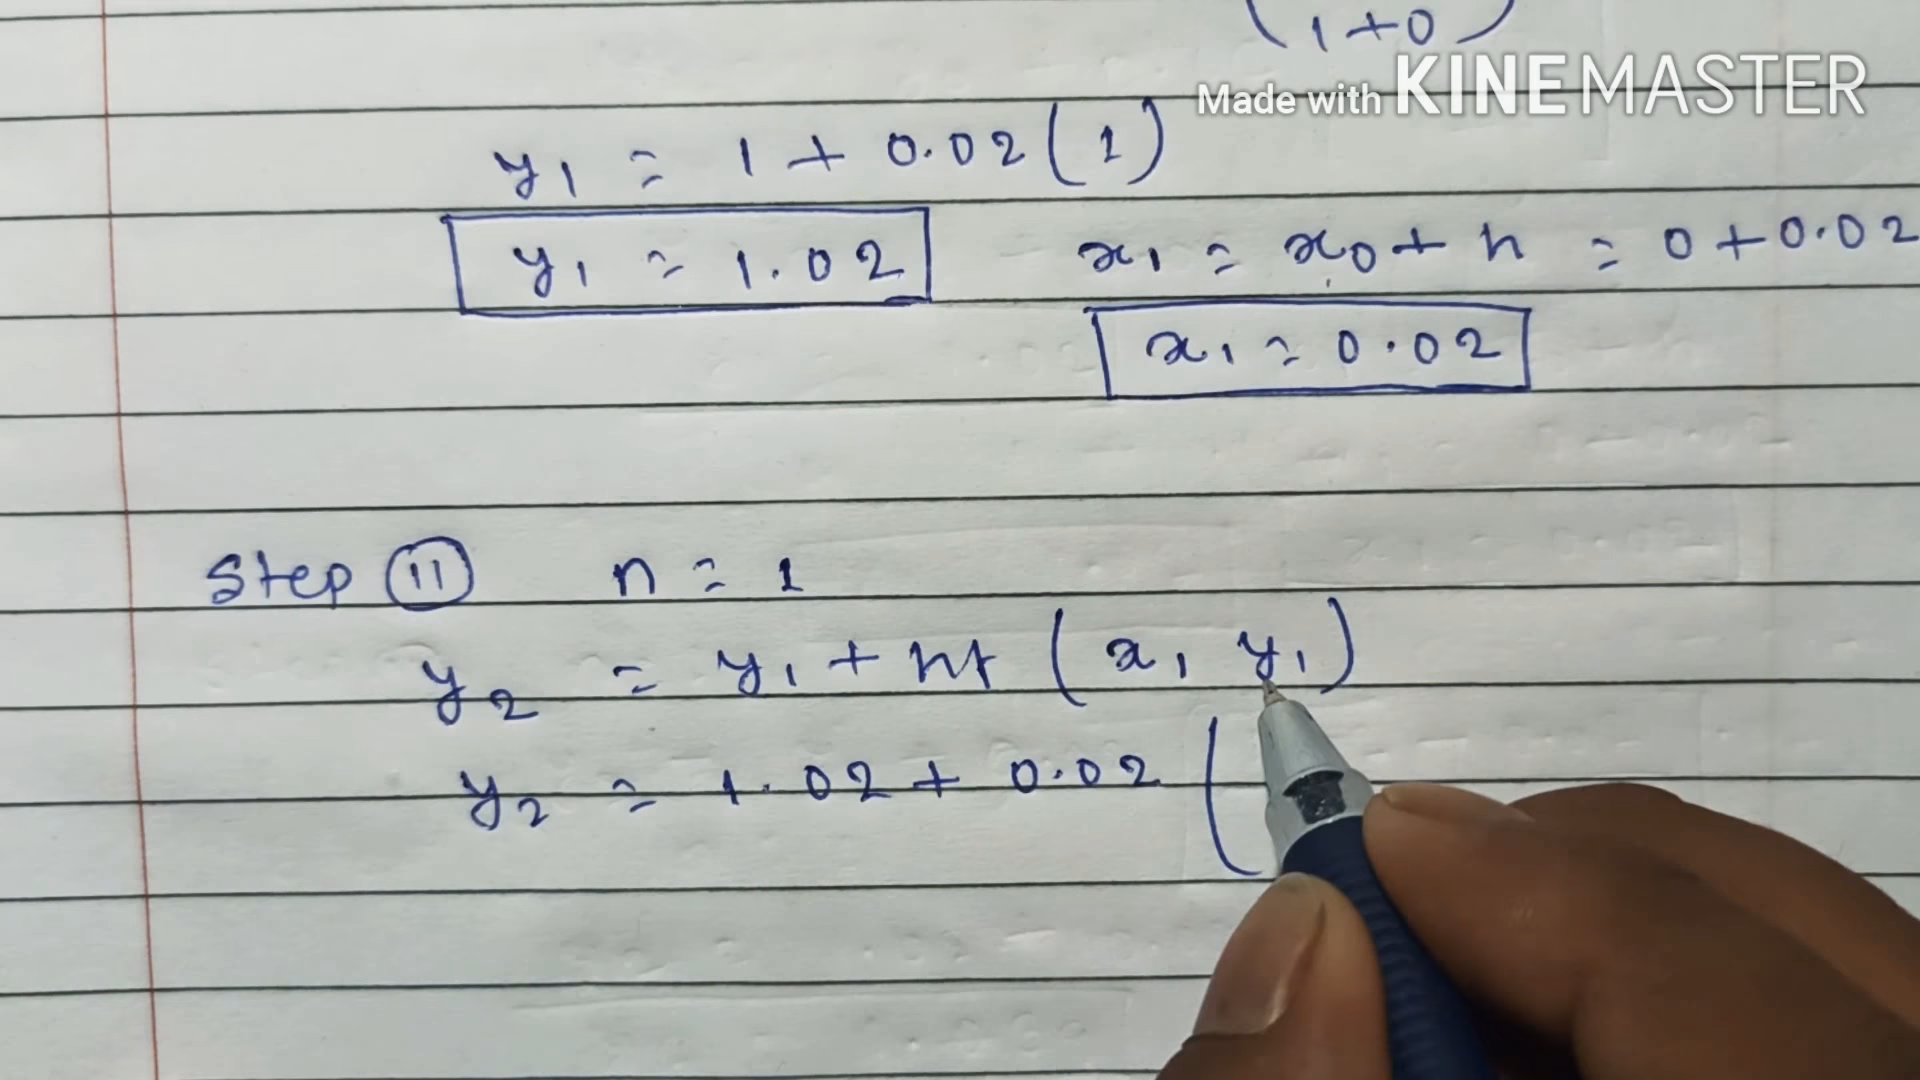 (1+0)
Made with KINEMASTER
y1 = 1 + 0.02 (1)
y1 = 1.02 x1 = x0 + h = 0 + 0.02
x1 = 0.02
Step (11) n = 1
y2 = y1 + hf (x1 y1)
y2 = 1.02 + 0.02 (